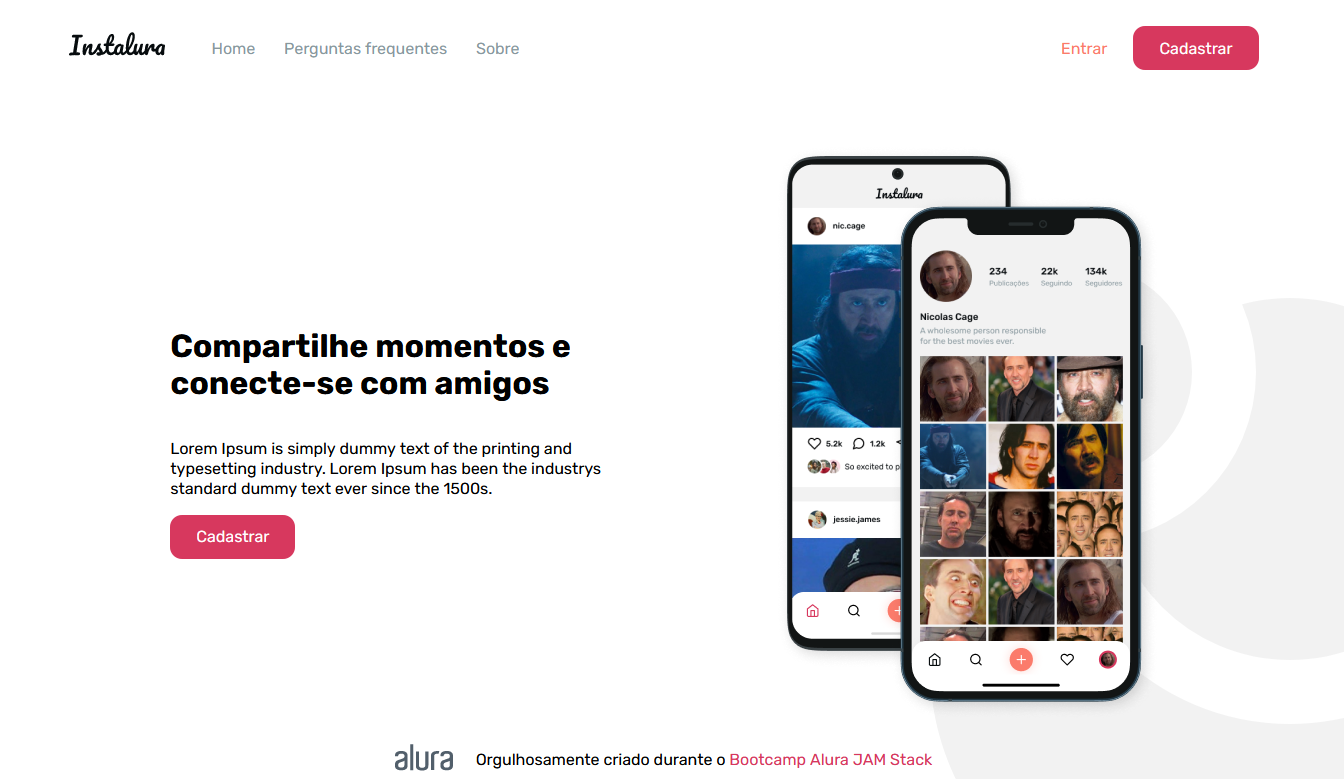 Instalura
Home
Perguntas frequentes
Sobre
Entrar
Cadastrar
Compartilhe momentos e
conecte-se com amigos
Lorem Ipsum is simply dummy text of the printing and
typesetting industry. Lorem Ipsum has been the industrys
standard dummy text ever since the 1500s.
Cadastrar
Instalura
nic.cage
5.2k
1.2k
So excited to p
jessie.james
234
22k
134k
Publicações
Seguindo
Seguidores
Nicolas Cage
A wholesome person responsible
for the best movies ever.
alura
Orgulhosamente criado durante o Bootcamp Alura JAM Stack